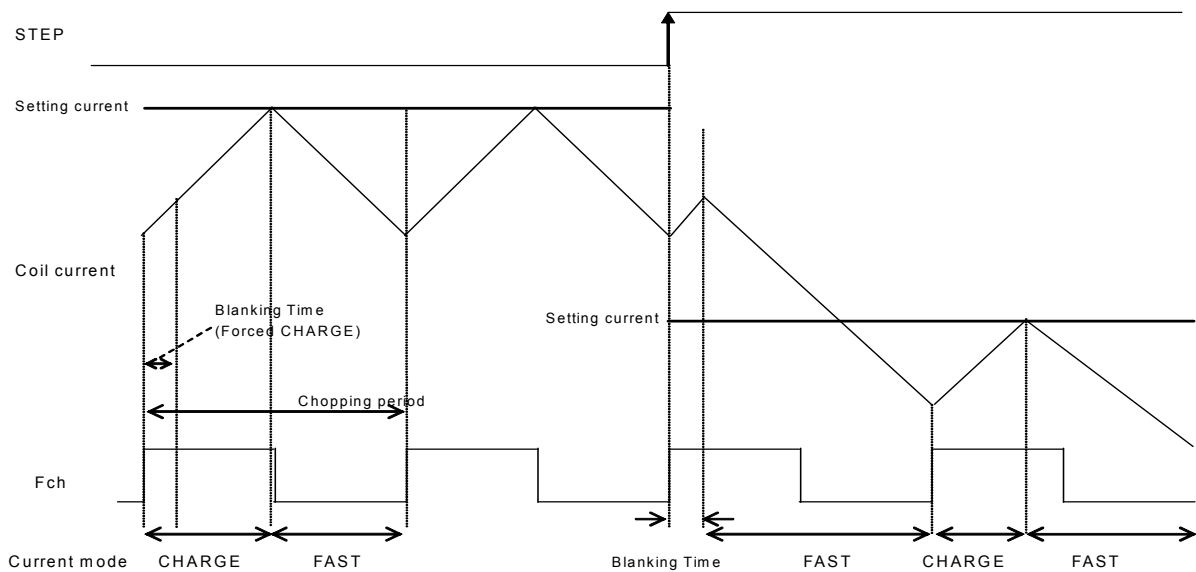 STEP
Setting current
Coil current
Blanking Time
(Forced CHARGE)
Setting current
Chopping period
Fch
Current mode CHARGE FAST Blanking Time FAST CHARGE FAST